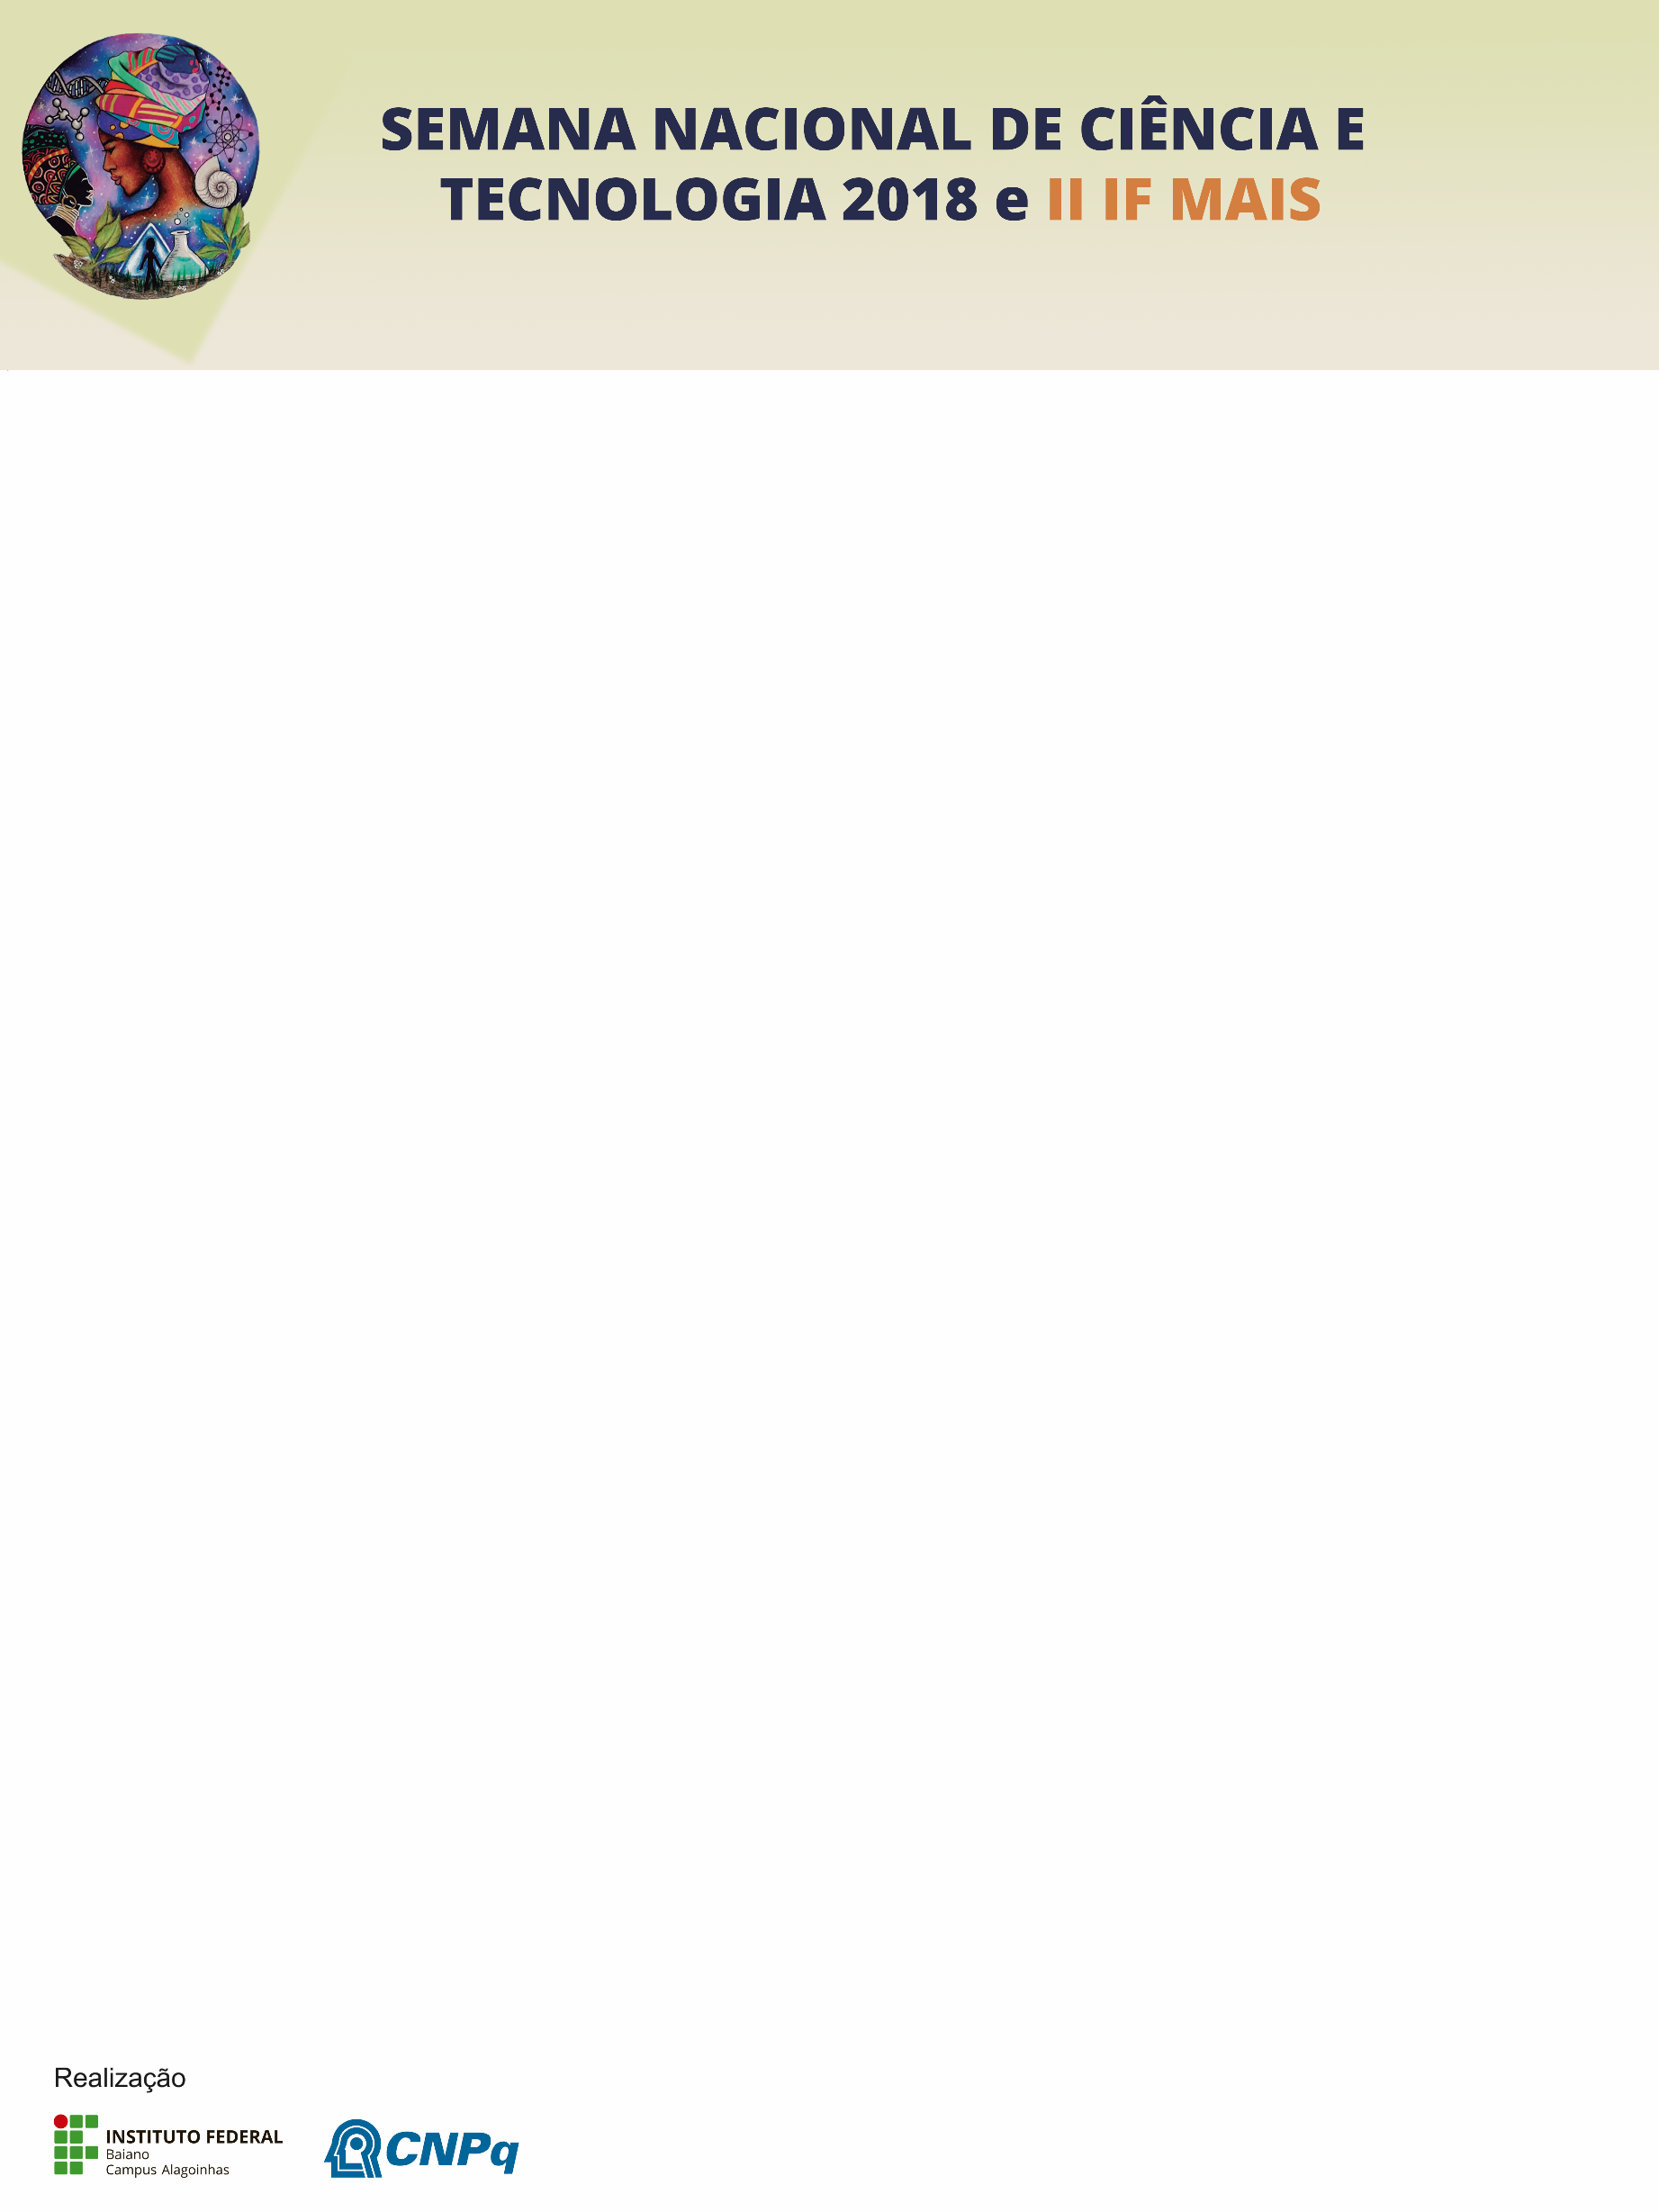 SEMANA NACIONAL DE CIÊNCIA E
TECNOLOGIA 2018 e II IF MAIS
Realização
INSTITUTO FEDERAL
Baiano
Campus Alagoinhas
CNPq